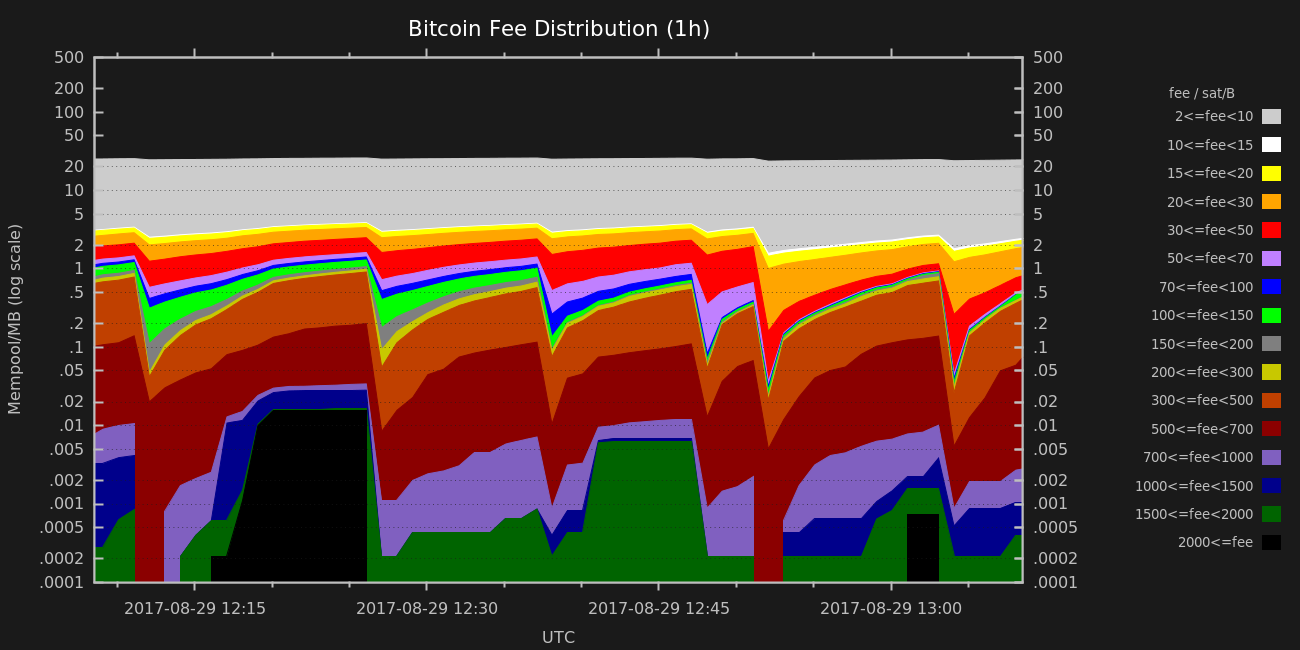 Bitcoin Fee Distribution (1h)
Mempool/MB (log scale)
500
200
100
50
20
10
5
2
1
.5
.2
.1
.05
.02
.01
.005
.002
.001
.0005
.0002
.0001
500
200
100
50
20
10
5
2
1
.5
.2
.1
.05
.02
.01
.005
.002
.001
.0005
.0002
.0001
2017-08-29 12:15
2017-08-29 12:30
2017-08-29 12:45
2017-08-29 13:00
UTC
fee / sat/B
2<=fee<10
10<=fee<15
15<=fee<20
20<=fee<30
30<=fee<50
50<=fee<70
70<=fee<100
100<=fee<150
150<=fee<200
200<=fee<300
300<=fee<500
500<=fee<700
700<=fee<1000
1000<=fee<1500
1500<=fee<2000
2000<=fee